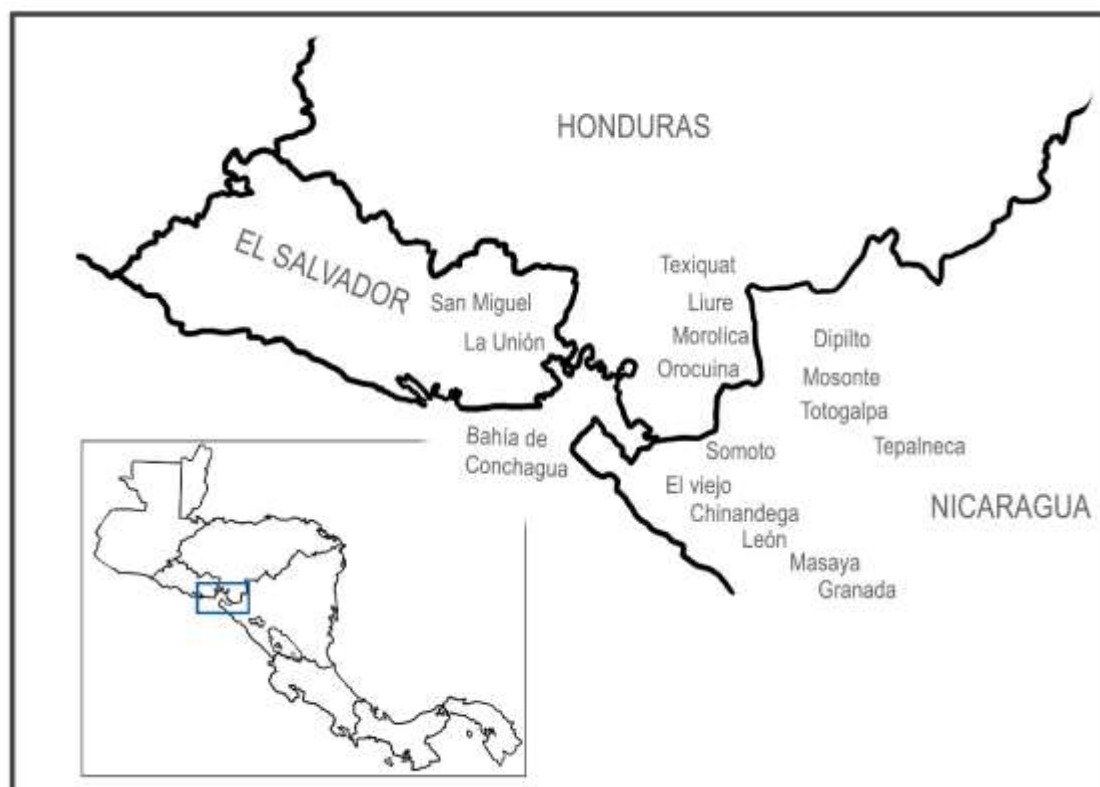 HONDURAS
EL SALVADOR
Texiquat
San Miguel
Liure
La Unión
Morolica
Dipilto
Orocuina
Mosonte
Totogalpa
Bahía de
Conchagua
Somoto
Tepalneca
El viejo
Chinandega
NICARAGUA
León
Masaya
Granada